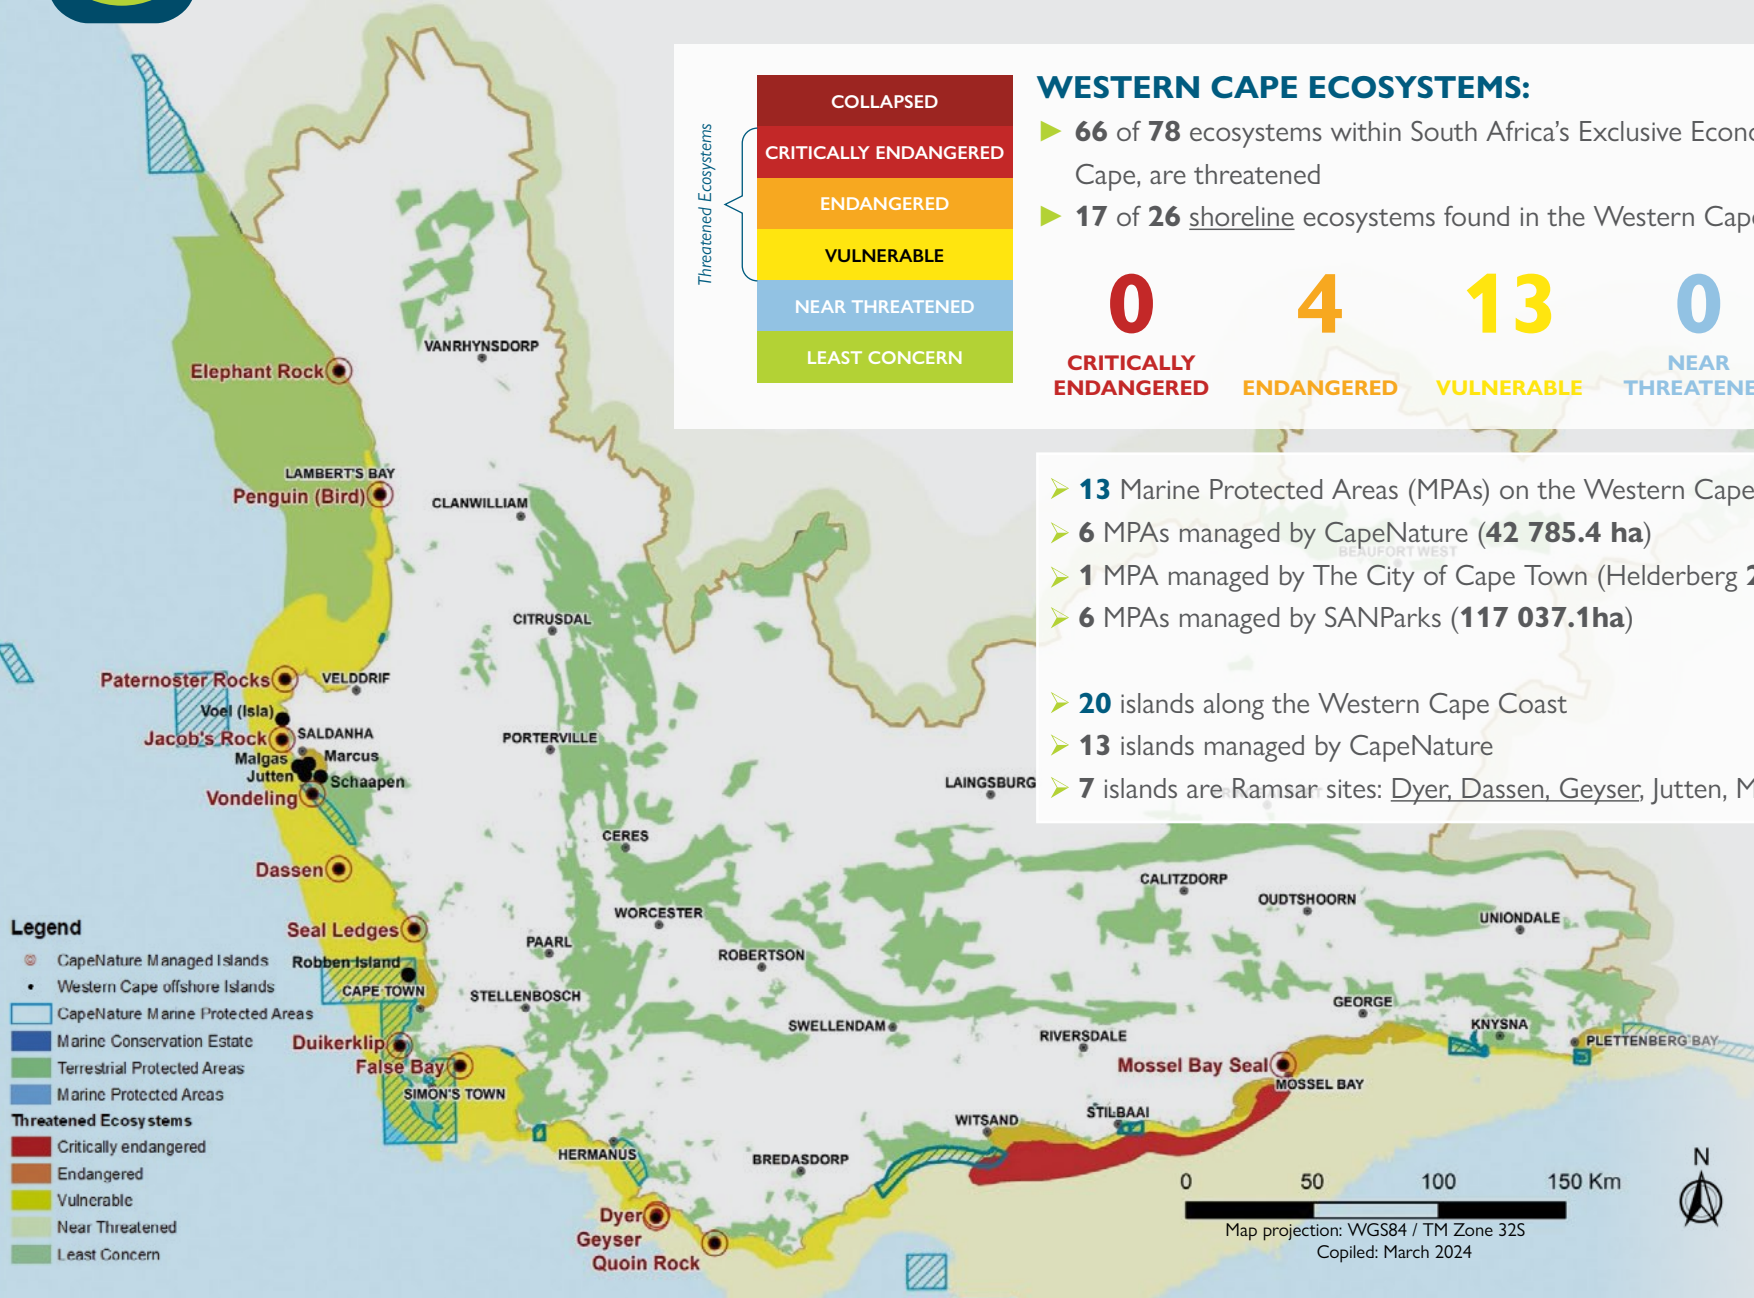 WESTERN CAPE ECOSYSTEMS:
66 of 78 ecosystems within South Africa's Exclusive Econo
Cape, are threatened
17 of 26 shoreline ecosystems found in the Western Cape
0
CRITICALLY
ENDANGERED
4
ENDANGERED
13
VULNERABLE
0
NEAR
THREATENE
Threatened Ecosystems
COLLAPSED
CRITICALLY ENDANGERED
ENDANGERED
VULNERABLE
NEAR THREATENED
LEAST CONCERN
13 Marine Protected Areas (MPAs) on the Western Cape
6 MPAs managed by CapeNature (42 785.4 ha)
BEAUFORT WEST
1 MPA managed by The City of Cape Town (Helderberg 2
6 MPAs managed by SANParks (117 037.1ha)
20 islands along the Western Cape Coast
13 islands managed by CapeNature
7 islands are Ramsar sites: Dyer, Dassen, Geyser, Jutten, M
VANRHYNSDORP
Elephant Rock
LAMBERT'S BAY
Penguin (Bird)
CLANWILLIAM
CITRUSDAL
Paternoster Rocks
VELDDRIF
Voel (Isla)
Jacob's Rock
SALDANHA
Malgas
Marcus
Jutten
Schaapen
Vondeling
PORTERVILLE
LAINGSBURG
CERES
Dassen
CALITZDORP
OUDTSHOORN
UNIONDALE
WORCESTER
Seal Ledges
PAARL
ROBERTSON
Robben Island
CAPE TOWN
STELLENBOSCH
GEORGE
SWELLENDAM
RIVERSDALE
KNYSNA
PLETTENBERG BAY
Duikerklip
False Bay
Mossel Bay Seal
MOSSEL BAY
SIMON'S TOWN
WITSAND
STILBAAI
HERMANUS
BREDASDORP
Dyer
Geyser
Quoin Rock
Legend
CapeNature Managed Islands
Western Cape offshore Islands
CapeNature Marine Protected Areas
Marine Conservation Estate
Terrestrial Protected Areas
Marine Protected Areas
Threatened Ecosystems
Critically endangered
Endangered
Vulnerable
Near Threatened
Least Concern
N
0 50 100 150 Km
Map projection: WGS84 / TM Zone 32S
Copiled: March 2024